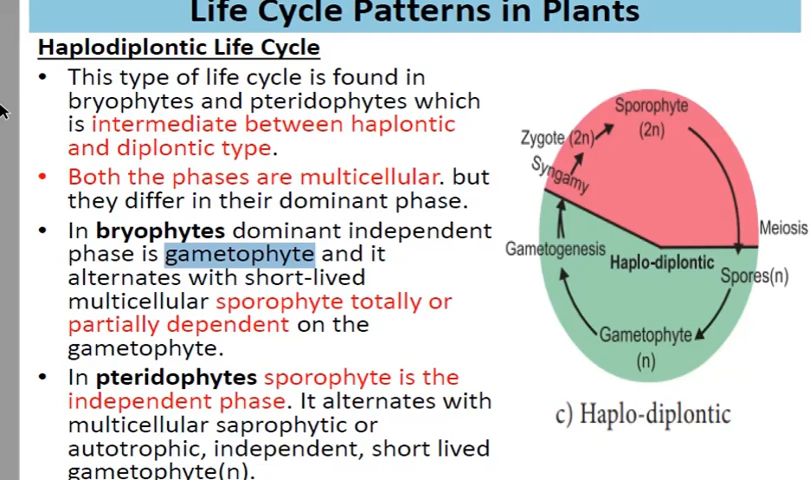 Life Cycle Patterns in Plants
Haplodiplontic Life Cycle
• This type of life cycle is found in
bryophytes and pteridophytes which
is intermediate between haplontic
and diplontic type.
• Both the phases are multicellular. but
they differ in their dominant phase.
• In bryophytes dominant independent
phase is gametophyte and it
alternates with short-lived
multicellular sporophyte totally or
partially dependent on the
gametophyte.
• In pteridophytes sporophyte is the
independent phase. It alternates with
multicellular saprophytic or
autotrophic, independent, short lived
gametophyte(n).
Sporophyte
(2n)
Zygote (2n)
Syngamy
Meiosis
Gametogenesis
Haplo-diplontic
Spores(n)
Gametophyte
(n)
c) Haplo-diplontic